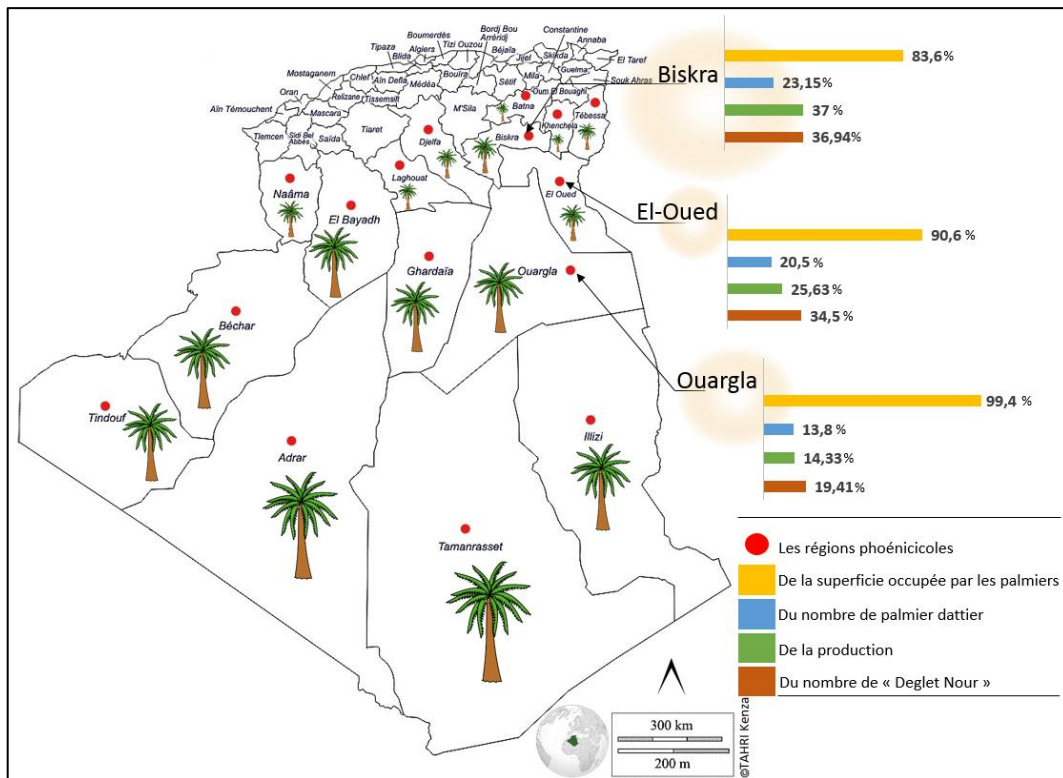 Constantine
Bordj Bou
Arréridj
Boumerdès
Tizi Ouzou
Béjaïa
Annaba
Tipaza
Algiers
Jijel
Skikda
Blida
El Taref
Mostaganem
Chlef
Aïn Defla
Médéa
Bouira
Sétif
Mila
Guelma
Souk Ahras
Oran
Relizane
Tissemsilt
M'Sila
Batna
Oum El Bouaghi
Aïn Témouchent
Mascara
Khenchela
Tébessa
Tlemcen
Sidi Bel
Abbès
Saïda
Tiaret
Djelfa
Biskra
Laghouat
Naâma
El Bayadh
El Oued
Ghardaïa
Ouargla
Béchar
Tindouf
Adrar
Illizi
Tamanrasset
Biskra
83,6%
23,15%
37 %
36,94%
El-Oued
90,6 %
20,5 %
25,63 %
34,5 %
Ouargla
99,4 %
13,8 %
14,33 %
19,41%
Les régions phoénicicoles
De la superficie occupée par les palmiers
Du nombre de palmier dattier
De la production
Du nombre de « Deglet Nour »
300 km
200 m
©TAHRI Kenza